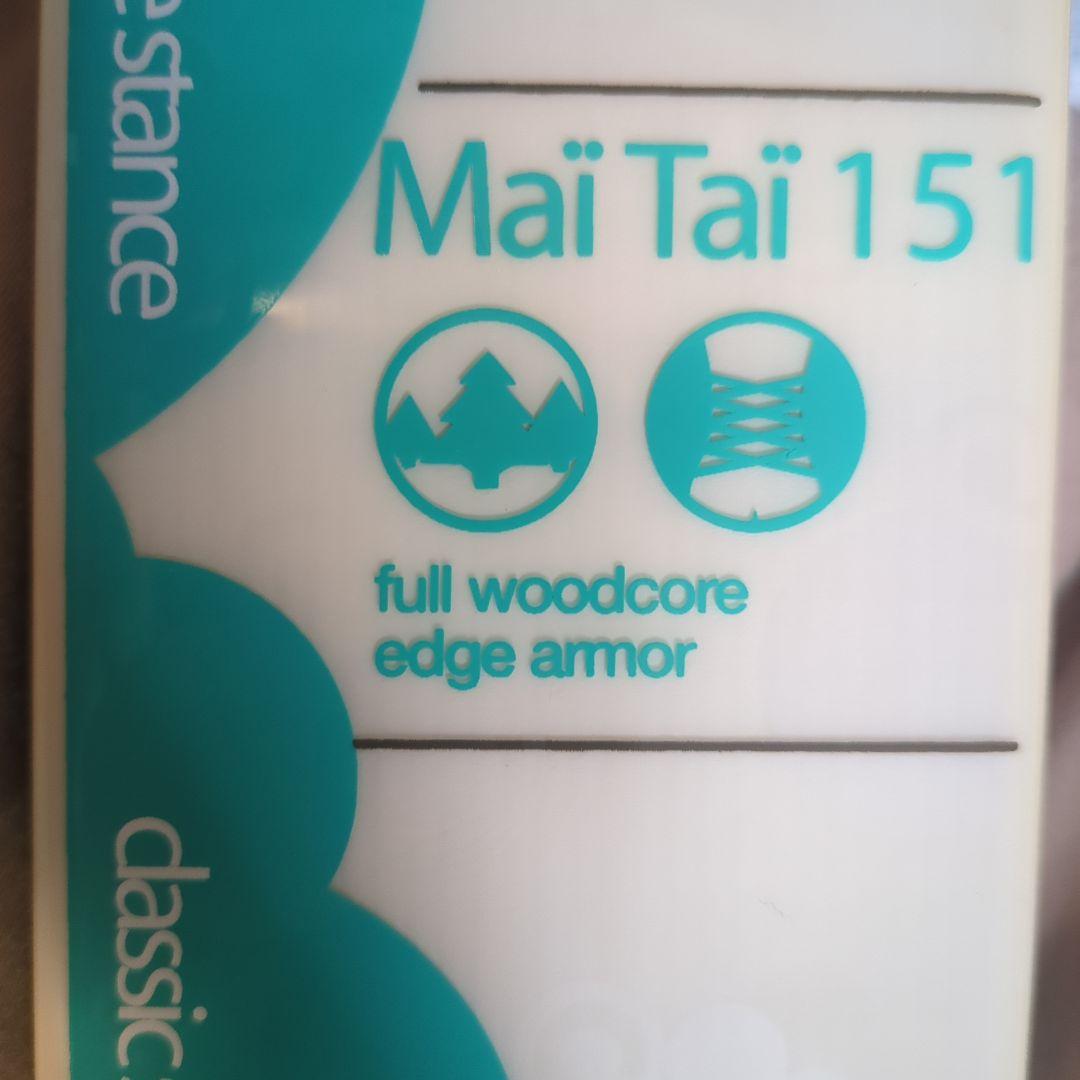 e stance
Maï Taï 151
full woodcore
edge armor
classic